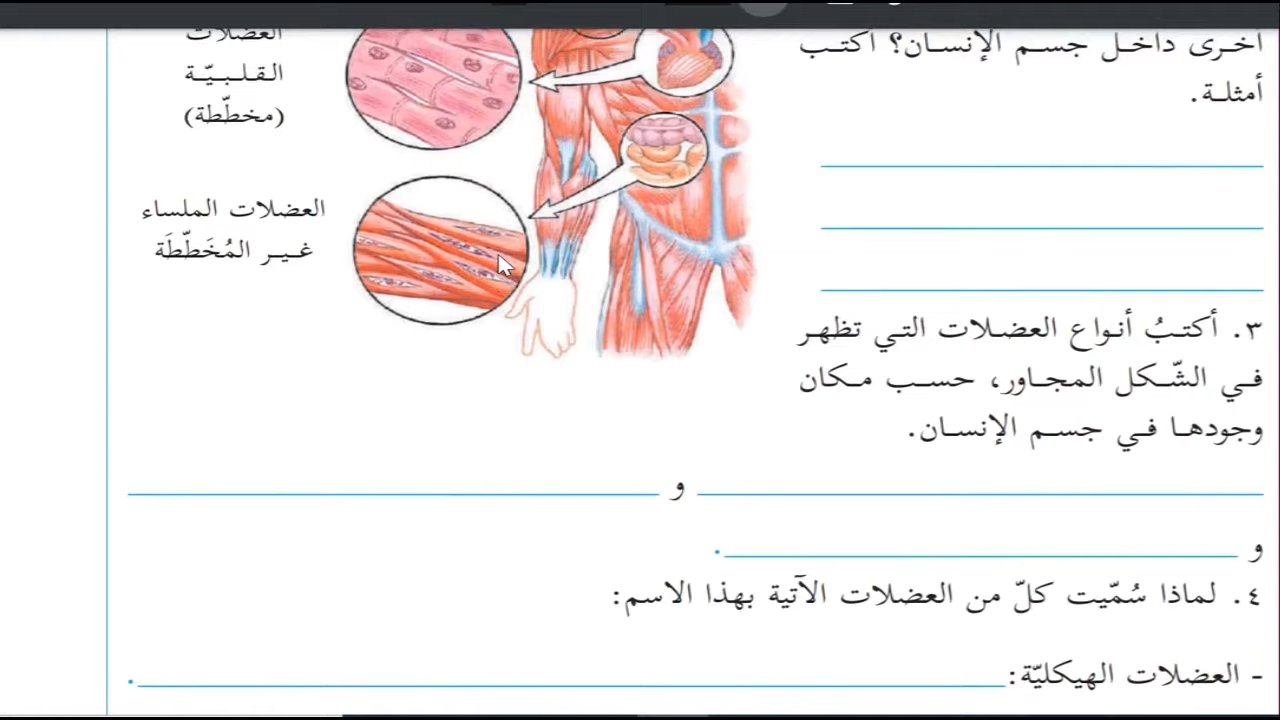 أخرى داخل جسم الإنسان؟ اكتب
أمثلة.
العضلات
القلبيّة
(مخطّطة)
العضلات الملساء
غير المُخَطّطَة
٣. أكتبُ أنواع العضلات التي تظهر
في الشّكل المجاور، حسب مكان
وجودها في جسم الإنسان.
و
و .
٤. لماذا سُمّيت كلّ من العضلات الآتية بهذا الاسم:
- العضلات الهيكليّة: .